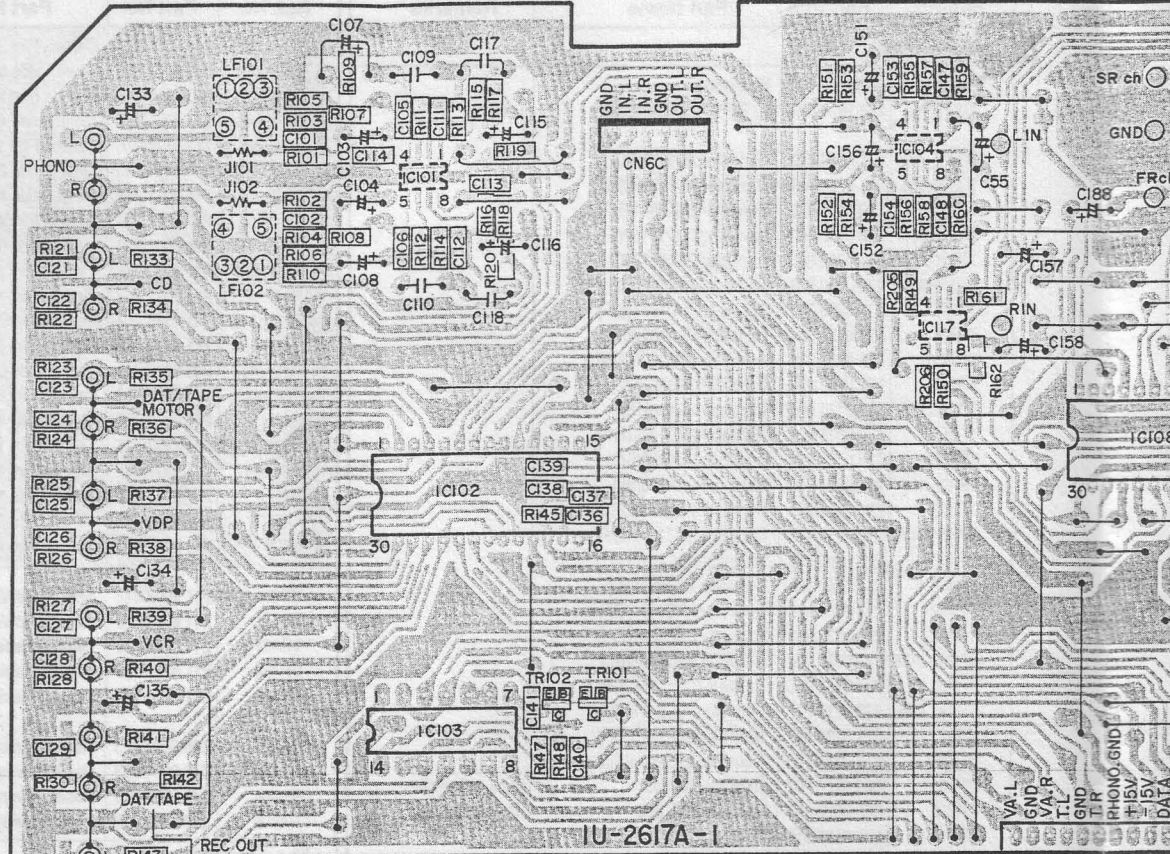 C107
C117
C151
LF101
R109
C109
R151
R153
C153
R155
R157
C147
R159
SR ch
①②③
C133
R105
R107
C105
R111
C111
R113
R115
R117
GND
IN.L
IN.R
GND
OUT.L
OUT.R
R103
C115
⑤ ④
C101
C103
GND
L
C114
4
1
R119
4
1
L IN
PHONO
J101
R101
CN6C
C156
IC104
R
J102
R102
C104
IC101
C113
5
8
C55
5
8
FRch
C102
R116
R118
R152
R154
C154
R156
R158
C148
R16C
C188
④ ⑤
R104
R108
C106
R112
R114
C112
C116
R121
L
R133
R106
R120
C152
C157
C121
③②①
R110
C108
CD
LF102
C110
C118
R205
R149
4
R161
C122
R
R134
R122
IC117
RIN
5
8
C158
R123
L
R135
R206
R150
R162
C123
DAT/TAPE
MOTOR
1
C124
R
R136
R124
1
15
IC108
C139
R125
L
R137
IC102
C138
C137
30
C125
R145
C136
VDP
C126
R
R138
30
16
R126
C134
R127
L
R139
C127
VCR
C128
R
R140
R128
TR102
TR101
C135
7
C141
E
B
E
B
C
C
L
R141
C129
IC103
R147
R148
C140
R130
R
R142
14
8
DAT/TAPE
REC OUT
1U-2617A-1
VA.L
GND
VA.R
T.L
GND
T.R
PHONO GND
+15V
-15V
DATA